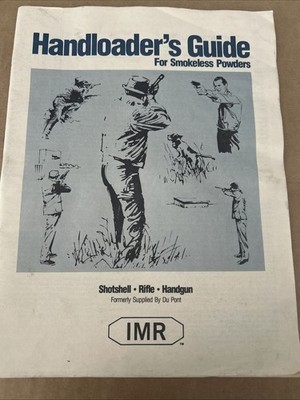 Handloader's Guide
For Smokeless Powders
Shotshell • Rifle • Handgun
Formerly Supplied By Du Pont
IMR